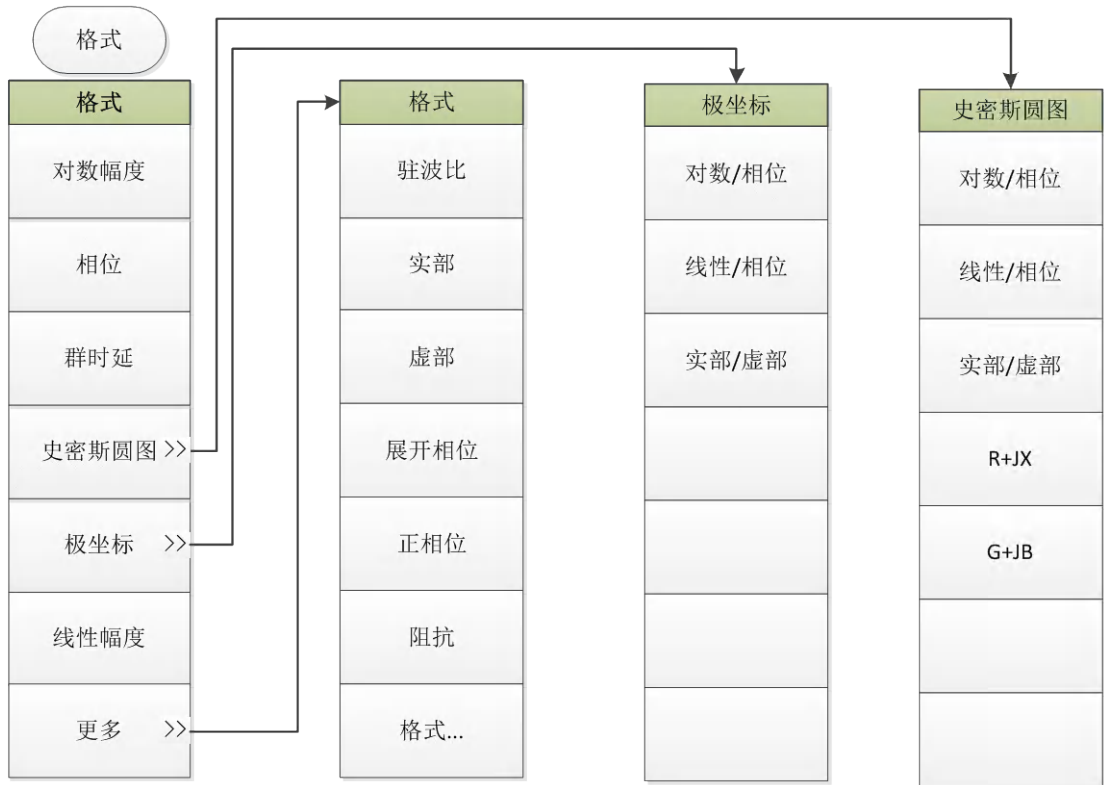 格式
格式
对数幅度
相位
群时延
史密斯圆图 >>
极坐标 >>
线性幅度
更多 >>
格式
驻波比
实部
虚部
展开相位
正相位
阻抗
格式...
极坐标
对数/相位
线性/相位
实部/虚部
史密斯圆图
对数/相位
线性/相位
实部/虚部
R+JX
G+JB